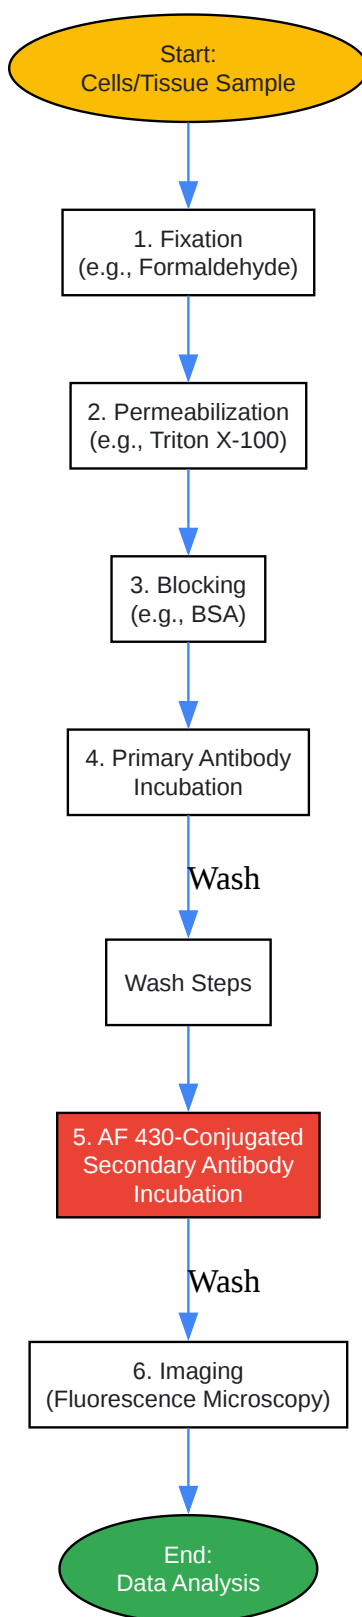 Start:
Cells/Tissue Sample
1. Fixation
(e.g., Formaldehyde)
2. Permeabilization
(e.g., Triton X-100)
3. Blocking
(e.g., BSA)
4. Primary Antibody
Incubation
Wash
Wash Steps
5. AF 430-Conjugated
Secondary Antibody
Incubation
Wash
6. Imaging
(Fluorescence Microscopy)
End:
Data Analysis